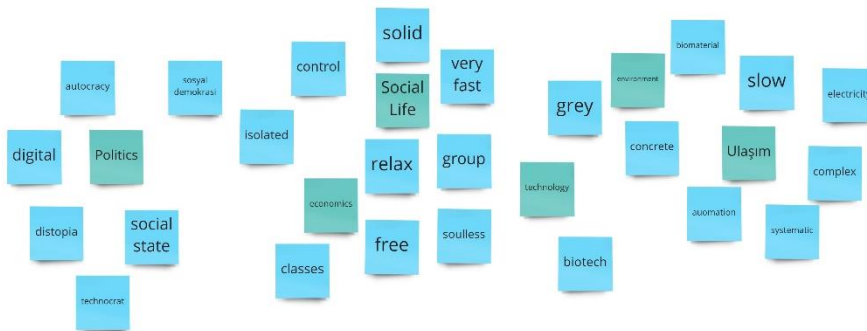 autocracy
sosyal
demokrasi
digital
Politics
distopia
social
state
technocrat
solid
control
Social
Life
very
fast
isolated
relax
group
economics
free
soulless
classes
biomaterial
environment
slow
electricity
grey
concrete
Ulaşım
technology
complex
auomation
systematic
biotech